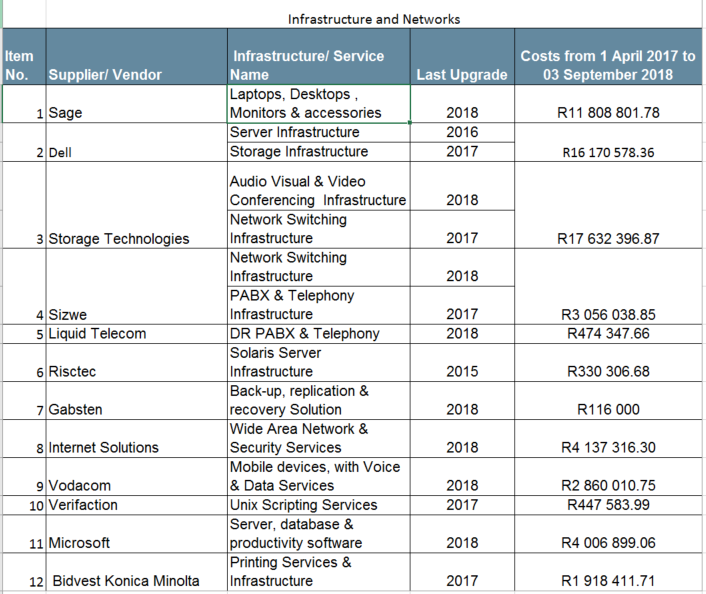 Infrastructure and Networks
Item No. Supplier/ Vendor Infrastructure/ Service Name Last Upgrade Costs from 1 April 2017 to 03 September 2018
1 Sage Laptops, Desktops , Monitors & accessories 2018 R11 808 801.78
Server Infrastructure 2016
2 Dell Storage Infrastructure 2017 R16 170 578.36
Audio Visual & Video Conferencing Infrastructure 2018
3 Storage Technologies Network Switching Infrastructure 2017 R17 632 396.87
Network Switching Infrastructure 2018
4 Sizwe PABX & Telephony Infrastructure 2017 R3 056 038.85
5 Liquid Telecom DR PABX & Telephony 2018 R474 347.66
6 Risctec Solaris Server Infrastructure 2015 R330 306.68
7 Gabsten Back-up, replication & recovery Solution 2018 R116 000
8 Internet Solutions Wide Area Network & Security Services 2018 R4 137 316.30
9 Vodacom Mobile devices, with Voice & Data Services 2018 R2 860 010.75
10 Verifaction Unix Scripting Services 2017 R447 583.99
11 Microsoft Server, database & productivity software 2018 R4 006 899.06
12 Bidvest Konica Minolta Printing Services & Infrastructure 2017 R1 918 411.71